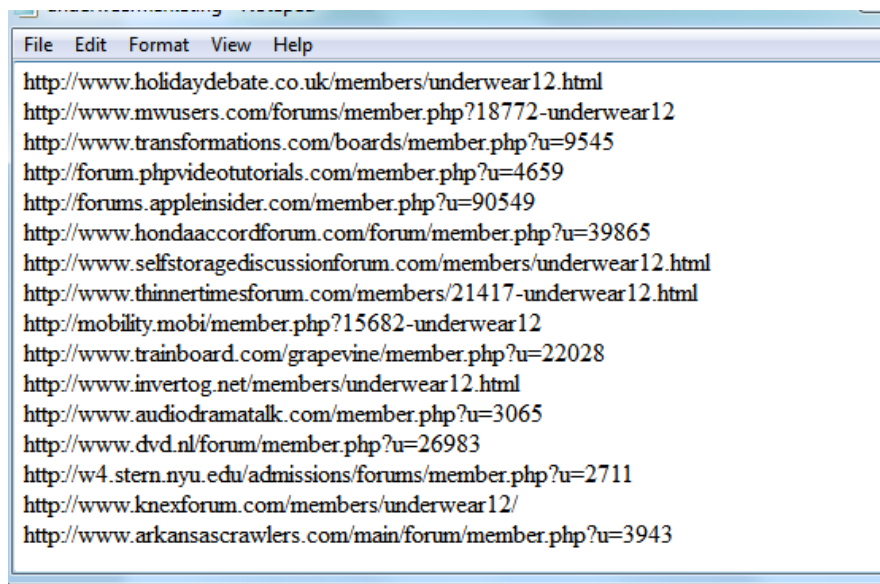 File Edit Format View Help
http://www.holidaydebate.co.uk/members/underwear12.html
http://www.mwusers.com/forums/member.php?18772-underwear12
http://www.transformations.com/boards/member.php?u=9545
http://forum.phpvideotutorials.com/member.php?u=4659
http://forums.appleinsider.com/member.php?u=90549
http://www.hondaaccordforum.com/forum/member.php?u=39865
http://www.selfstoragediscussionforum.com/members/underwear12.html
http://www.thinnertimesforum.com/members/21417-underwear12.html
http://mobility.mobi/member.php?15682-underwear12
http://www.trainboard.com/grapevine/member.php?u=22028
http://www.invertog.net/members/underwear12.html
http://www.audiodramatalk.com/member.php?u=3065
http://www.dvd.nl/forum/member.php?u=26983
http://w4.stern.nyu.edu/admissions/forums/member.php?u=2711
http://www.knexforum.com/members/underwear12/
http://www.arkansascrawlers.com/main/forum/member.php?u=3943